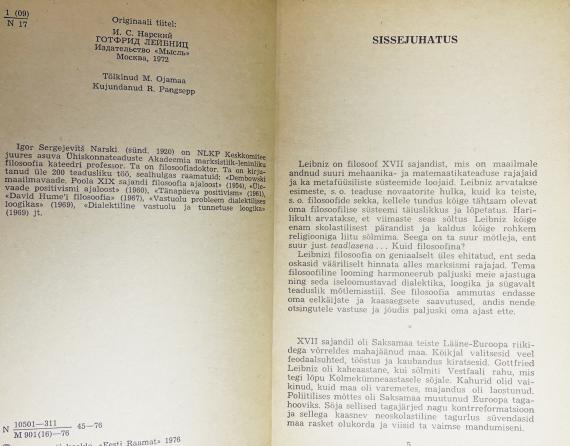 1 (09)
N 17
Originaali tiitel:
И. С. Нарский
ГОТФРИД ЛЕЙБНИЦ
Издательство «Мысль»
Москва, 1972
Tõlkinud M. Ojamaa
Kujundanud R. Pangsepp
Igor Sergejevitš Narski (sünd. 1920) on NLKP Keskkomitee
juures asuva Ühiskonnateaduste Akadeemia marksistlik-leninliku
filosoofia kateedri professor. Ta on filosoofiadoktor. Ta on kirju-
tanud üle 200 teadusliku töö, sealhulgas raamatuid: «Dembowski
maailmavaade. Poola XIX sajandi filosoofia ajaloost» (1954), «Üle-
vaade positivismi ajaloost» (1960), «Tänapäeva positivism» (1961),
«David Hume'i filosoofia» (1967), «Vastuolu probleem dialektilises
loogikas» (1969), «Dialektiline vastuolu ja tunnetuse loogika»
(1969) jt.
N 10501—311
M 901(16)—76 45—76
«Eesti Raamat» 1976
SISSEJUHATUS
Leibniz on filosoof XVII sajandist, mis on maailmale
andnud suuri mehaanika- ja matemaatikateaduse rajajaid
ja ka metafüüsiliste süsteemide loojaid. Leibniz arvatakse
esimeste, s. o. teaduse novaatorite hulka, kuid ka teiste,
s. o. filosoofide sekka, kellele tundus kõige tähtsam olevat
oma filosoofilise süsteemi täiuslikkus ja lõpetatus. Hari-
likult arvatakse, et viimaste seas sõltus Leibniz kõige
enam skolastilisest pärandist ja kaldus kõige rohkem
religiooniga liitu sõlmima. Seega on ta suur mõtleja, ent
suur just teadlasena... Kuid filosoofina?
Leibnizi filosoofia on geniaalselt üles ehitatud, ent seda
oskasid vääriliselt hinnata alles marksismi rajajad. Tema
filosoofiline looming harmoneerub paljuski meie ajastuga
ning seda iseloomustavad dialektika, loogika ja sügavalt
teaduslik mõtlemisstiil. See filosoofia ammutas endasse
oma eelkäijate ja kaasaegsete saavutused, andis nende
otsingutele vastuse ja jõudis paljuski oma ajast ette.
*
XVII sajandil oli Saksamaa teiste Lääne-Euroopa riiki-
dega võrreldes mahajäänud maa. Kõikjal valitsesid veel
feodaalsuhted, tööstus ja kaubandus kiratsesid. Gottfried
Leibniz oli kaheaastane, kui sõlmiti Vestfaali rahu, mis
tegi lõpu Kolmekümneaastasele sõjale. Kahurid olid vai-
kinud, kuid maa oli varemetes, majandus oli laostunud.
Poliitilises mõttes oli Saksamaa muutunud Euroopa taga-
hooviks. Sõja sellised tagajärjed nagu kontrreformatsioon
ja sellega kaasnev neoskolastiline tagurlus süvendasid
maa rasket olukorda ja viisid ta vaimse mandumiseni.
5